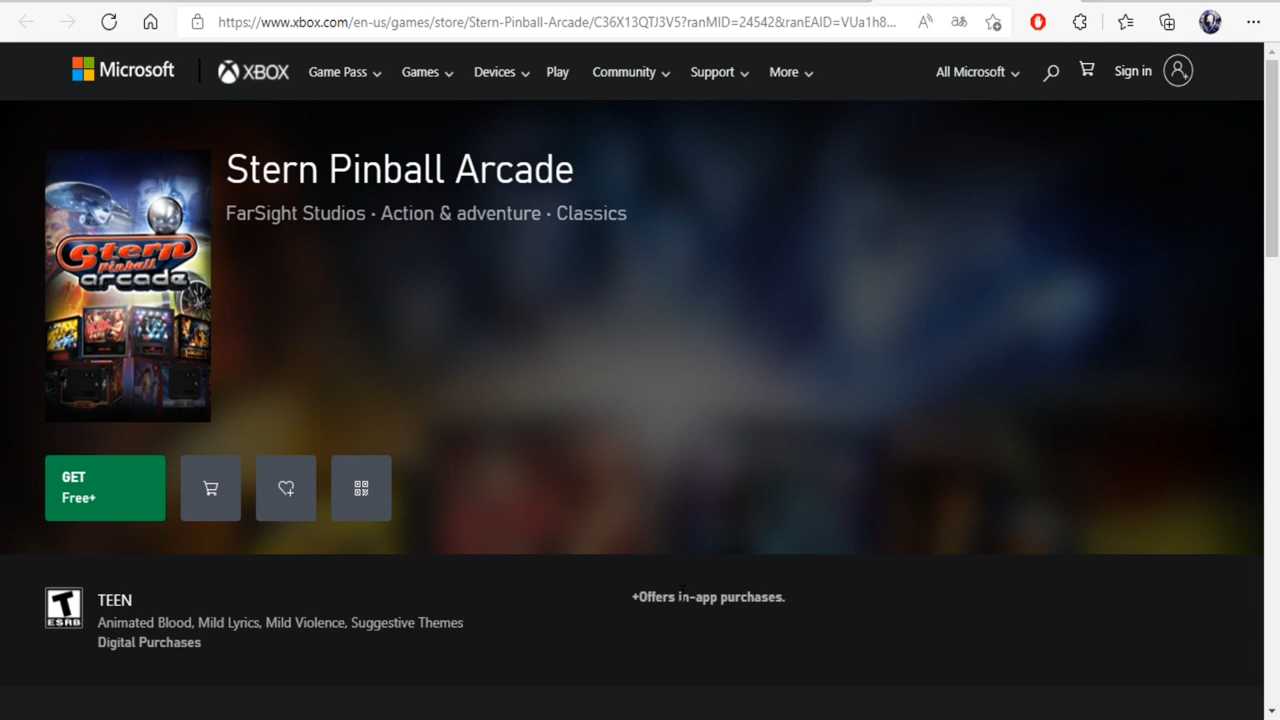 https://www.xbox.com/en-us/games/store/Stern-Pinball-Arcade/C36X13QTJ3V5?ranMID=24542&ranEAID=VUa1h8...
Microsoft XBOX Game Pass Games Devices Play Community Support More All Microsoft Sign in
Stern Pinball Arcade
FarSight Studios · Action & adventure · Classics
Stern
pinball
arcade
GET
Free+
T
ESRB
TEEN
Animated Blood, Mild Lyrics, Mild Violence, Suggestive Themes
Digital Purchases
+Offers in-app purchases.